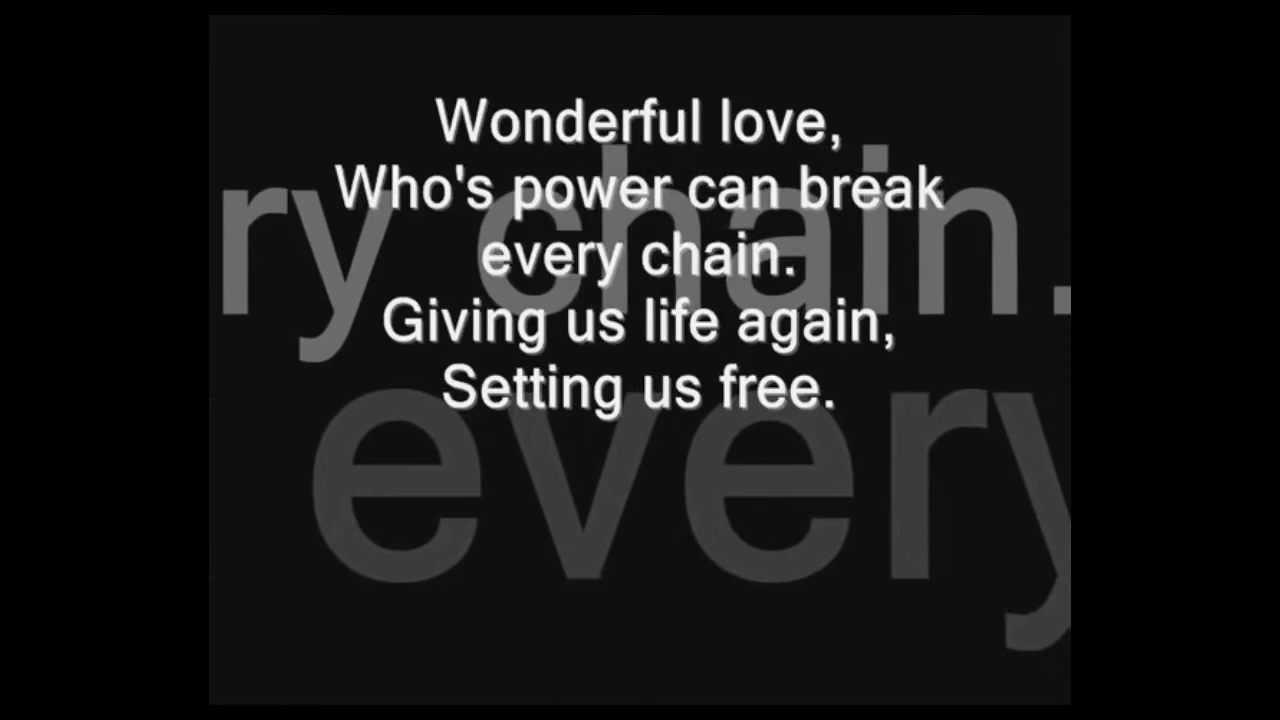 Wonderful love,
Who's power can break
every chain.
Giving us life again,
Setting us free.
ry chain.
every